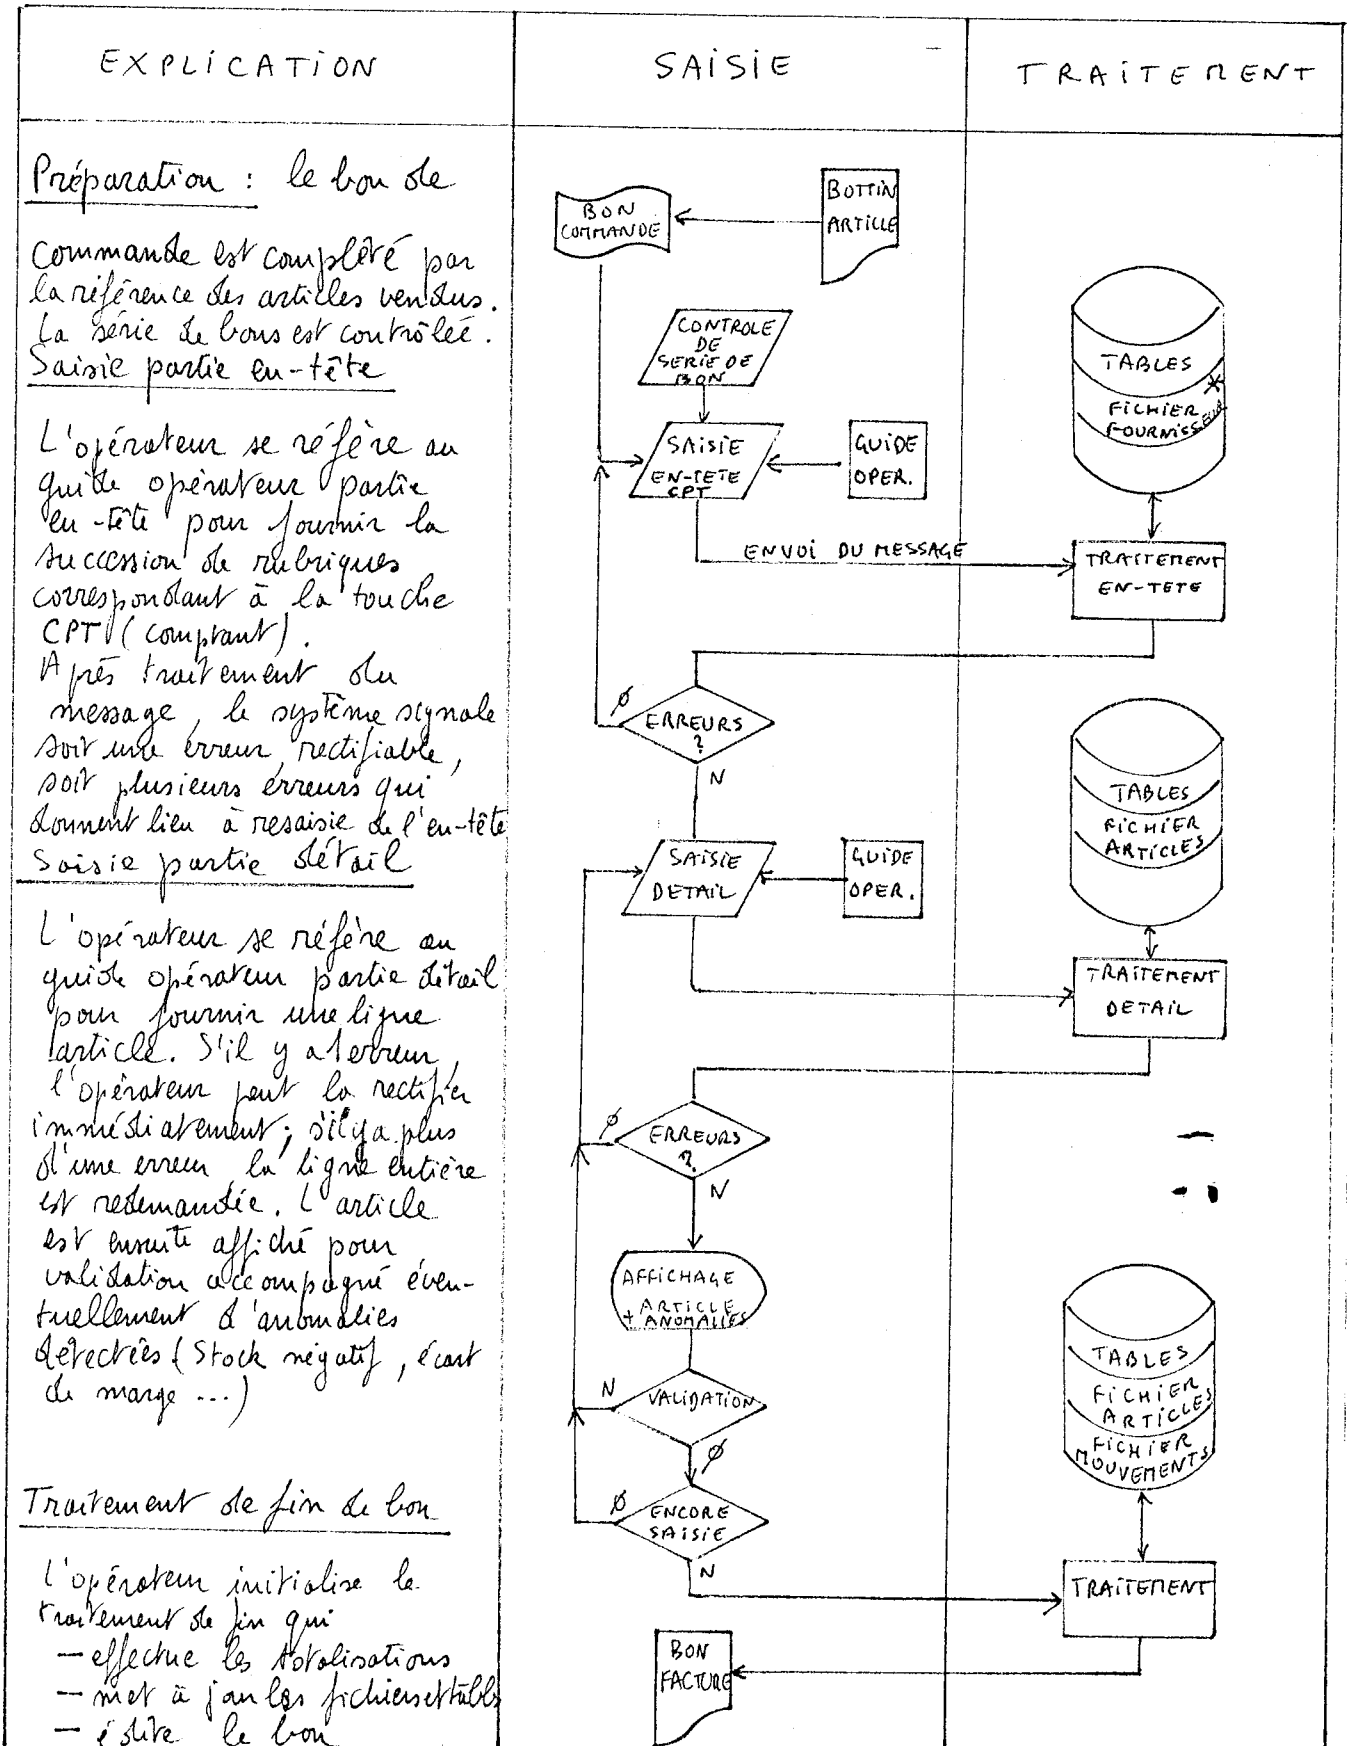 EXPLICATION
SAISIE
TRAITEMENT
Préparation : le bon de
commande est complêté par
la référence des articles vendus.
La série de bons est contrôlée.
Saisie partie en-tête
L'opérateur se réfère au
guide opérateur partie
en-tête pour fournir la
succession de rubriques
correspondant à la touche
CPT (comptant).
Après traitement du
message, le système signale
soit une erreur rectifiable,
soit plusieurs erreurs qui
donnent lieu à resaisie de l'en-tête
Saisie partie détail
L'opérateur se réfère au
guide opérateur partie détail
pour fournir une ligne
article. S'il y a 1 erreur,
l'opérateur peut la rectifier
immédiatement; s'il y a plus
d'une erreur la ligne entière
est redemandée. L'article
est ensuite affiché pour
validation accompagné éven-
tuellement d'anomalies
détectées (Stock négatif, écart
de marge ...)
Traitement de fin de bon
L'opérateur initialise le
traitement de fin qui
— effectue les totalisations
— met à jour les fichiers et tables
— édite le bon
BON
COMMANDE
BOTTIN
ARTICLE
CONTROLE
DE
SERIE DE
BON
SAISIE
EN-TETE
CPT
GUIDE
OPER.
ENVOI DU MESSAGE
ERREURS
?
Ø
N
SAISIE
DETAIL
GUIDE
OPER.
ERREURS
?
Ø
N
AFFICHAGE
ARTICLE
+ ANOMALIES
VALIDATION
N
Ø
ENCORE
SAISIE
Ø
N
BON
FACTURE
TABLES
*
FICHIER
FOURNISSEUR
TRAITEMENT
EN-TETE
TABLES
FICHIER
ARTICLES
TRAITEMENT
DETAIL
TABLES
FICHIER
ARTICLES
FICHIER
MOUVEMENTS
TRAITEMENT